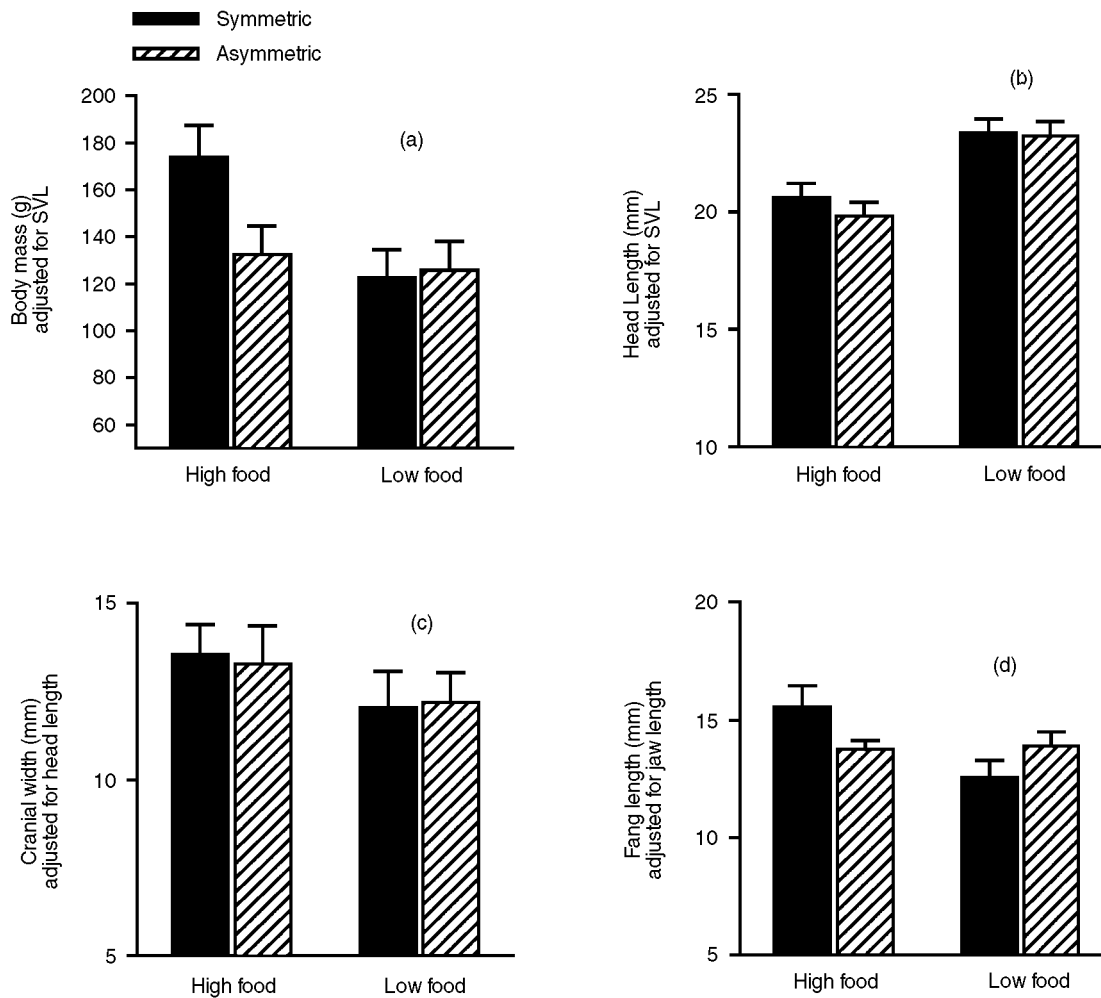 Symmetric
Asymmetric
(a)
200
180
160
140
120
100
80
60
Body mass (g)
adjusted for SVL
High food
Low food
(b)
25
20
15
10
Head Length (mm)
adjusted for SVL
High food
Low food
(c)
15
10
5
Cranial width (mm)
adjusted for head length
High food
Low food
(d)
20
15
10
5
Fang length (mm)
adjusted for jaw length
High food
Low food